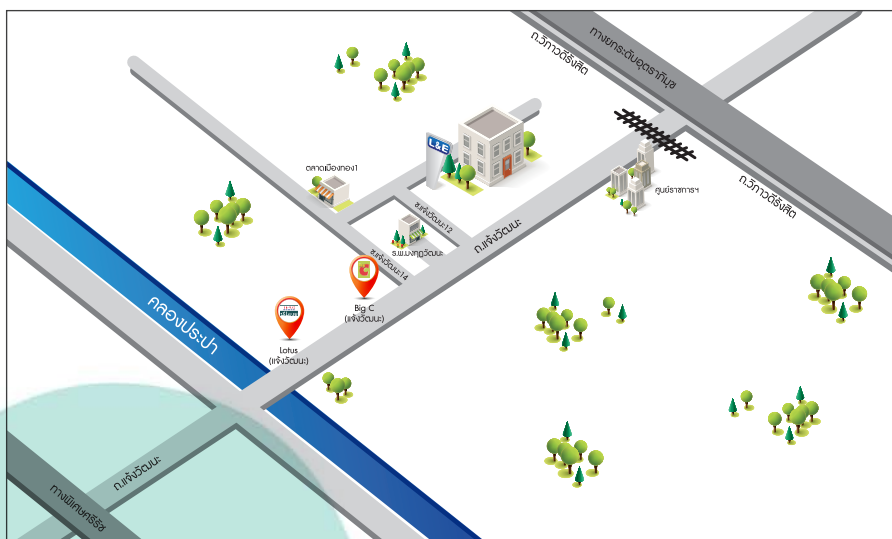 ถ.วิภาวดีรังสิต
ทางยกระดับอุตราภิมุข
L&E
ตลาดเมืองทอง1
ศูนย์ราชการฯ
ถ.วิภาวดีรังสิต
ซ.แจ้งวัฒนะ12
ร.พ.มงกุฎวัฒนะ
ถ.แจ้งวัฒนะ
ซ.แจ้งวัฒนะ14
Big C
(แจ้งวัฒนะ)
Lotus
(แจ้งวัฒนะ)
คลองประปา
ถ.แจ้งวัฒนะ
ทางพิเศษศรีรัช